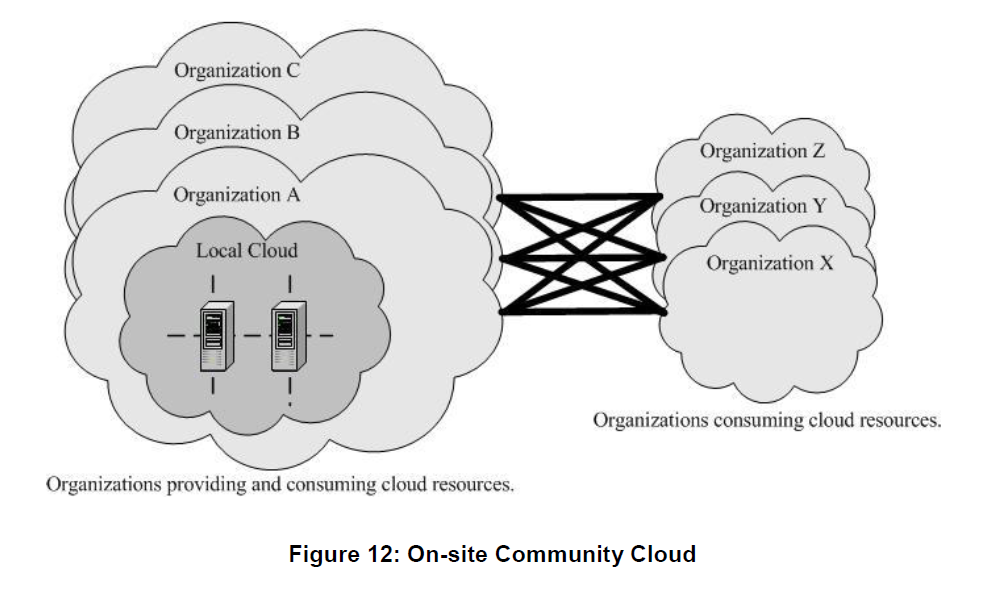 Organization C
Organization B
Organization A
Local Cloud
Organization Z
Organization Y
Organization X
Organizations consuming cloud resources.
Organizations providing and consuming cloud resources.
Figure 12: On-site Community Cloud